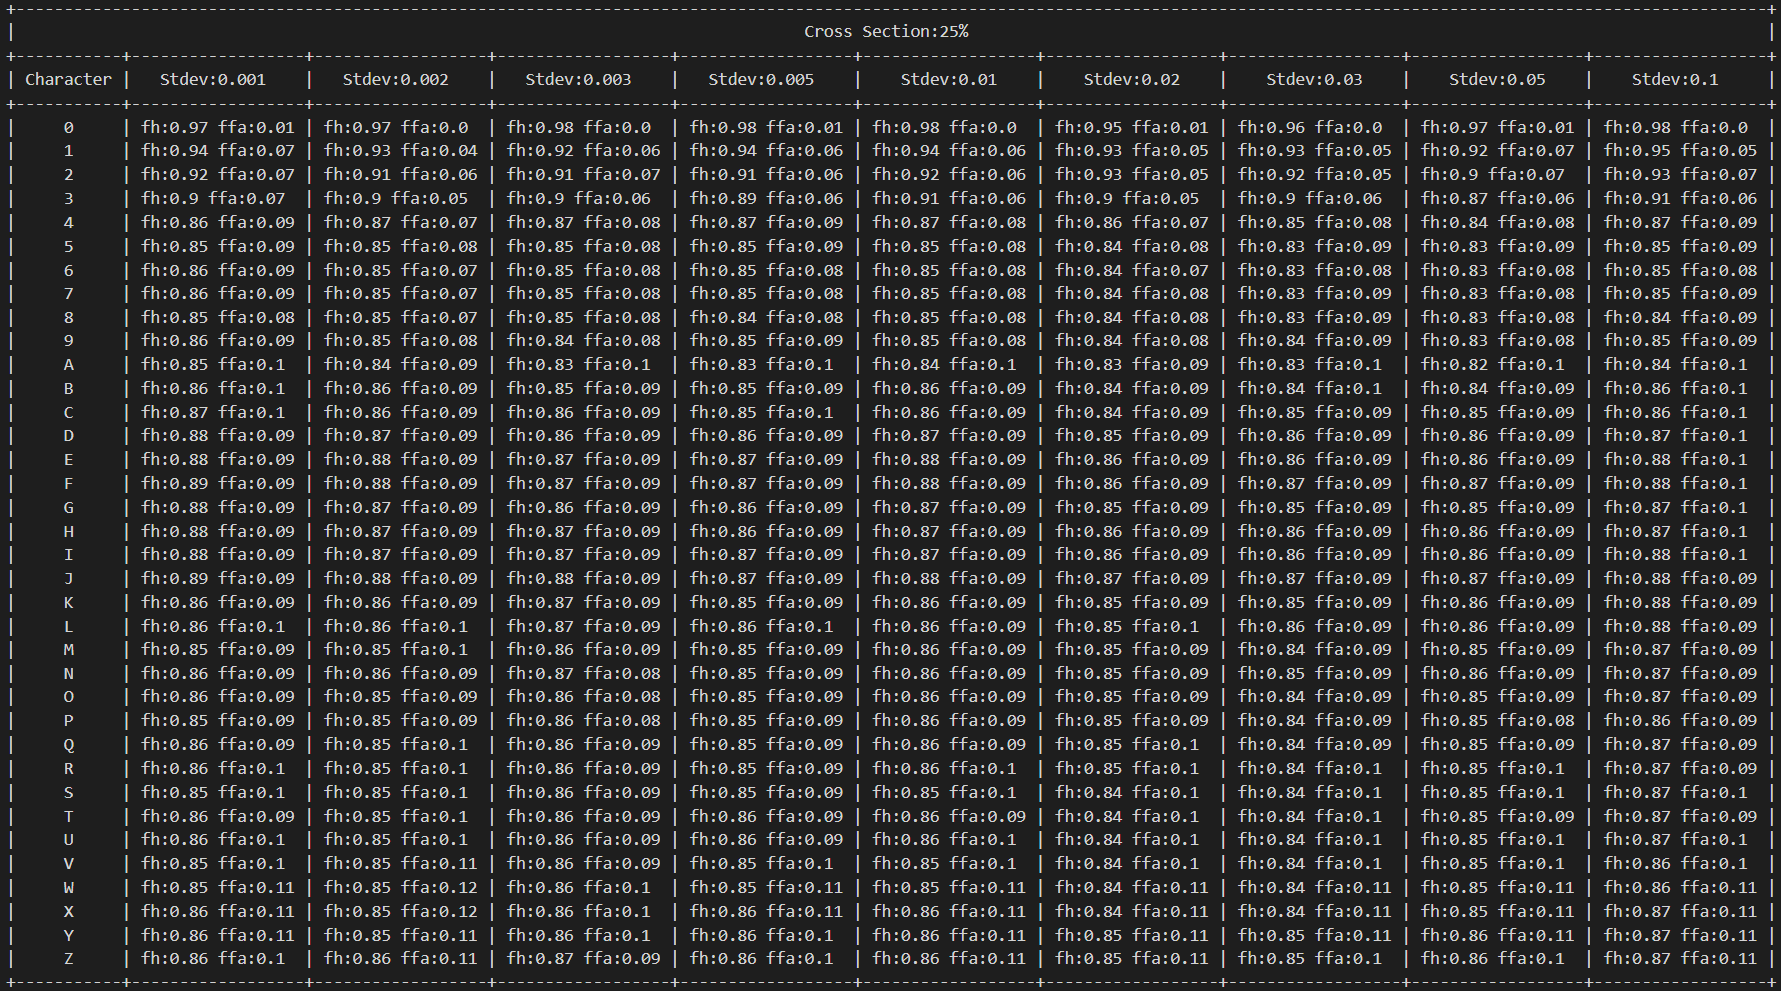 Cross Section:25%
| Character | Stdev:0.001 | Stdev:0.002 | Stdev:0.003 | Stdev:0.005 | Stdev:0.01 | Stdev:0.02 | Stdev:0.03 | Stdev:0.05 | Stdev:0.1 |
| 0 | fh:0.97 ffa:0.01 | fh:0.97 ffa:0.0 | fh:0.98 ffa:0.0 | fh:0.98 ffa:0.01 | fh:0.98 ffa:0.0 | fh:0.95 ffa:0.01 | fh:0.96 ffa:0.0 | fh:0.97 ffa:0.01 | fh:0.98 ffa:0.0 |
| 1 | fh:0.94 ffa:0.07 | fh:0.93 ffa:0.04 | fh:0.92 ffa:0.06 | fh:0.94 ffa:0.06 | fh:0.94 ffa:0.06 | fh:0.93 ffa:0.05 | fh:0.93 ffa:0.05 | fh:0.92 ffa:0.07 | fh:0.95 ffa:0.05 |
| 2 | fh:0.92 ffa:0.07 | fh:0.91 ffa:0.06 | fh:0.91 ffa:0.07 | fh:0.91 ffa:0.06 | fh:0.92 ffa:0.06 | fh:0.93 ffa:0.05 | fh:0.92 ffa:0.05 | fh:0.9 ffa:0.07 | fh:0.93 ffa:0.07 |
| 3 | fh:0.9 ffa:0.07 | fh:0.9 ffa:0.05 | fh:0.9 ffa:0.06 | fh:0.89 ffa:0.06 | fh:0.91 ffa:0.06 | fh:0.9 ffa:0.05 | fh:0.9 ffa:0.06 | fh:0.87 ffa:0.06 | fh:0.91 ffa:0.06 |
| 4 | fh:0.86 ffa:0.09 | fh:0.87 ffa:0.07 | fh:0.87 ffa:0.08 | fh:0.87 ffa:0.09 | fh:0.87 ffa:0.08 | fh:0.86 ffa:0.07 | fh:0.85 ffa:0.08 | fh:0.84 ffa:0.08 | fh:0.87 ffa:0.09 |
| 5 | fh:0.85 ffa:0.09 | fh:0.85 ffa:0.08 | fh:0.85 ffa:0.08 | fh:0.85 ffa:0.09 | fh:0.85 ffa:0.08 | fh:0.84 ffa:0.08 | fh:0.83 ffa:0.09 | fh:0.83 ffa:0.09 | fh:0.85 ffa:0.09 |
| 6 | fh:0.86 ffa:0.09 | fh:0.85 ffa:0.07 | fh:0.85 ffa:0.08 | fh:0.85 ffa:0.08 | fh:0.85 ffa:0.08 | fh:0.84 ffa:0.07 | fh:0.83 ffa:0.08 | fh:0.83 ffa:0.08 | fh:0.85 ffa:0.08 |
| 7 | fh:0.86 ffa:0.09 | fh:0.85 ffa:0.07 | fh:0.85 ffa:0.08 | fh:0.85 ffa:0.08 | fh:0.85 ffa:0.08 | fh:0.84 ffa:0.08 | fh:0.83 ffa:0.09 | fh:0.83 ffa:0.08 | fh:0.85 ffa:0.09 |
| 8 | fh:0.85 ffa:0.08 | fh:0.85 ffa:0.07 | fh:0.85 ffa:0.08 | fh:0.84 ffa:0.08 | fh:0.85 ffa:0.08 | fh:0.84 ffa:0.08 | fh:0.83 ffa:0.09 | fh:0.83 ffa:0.08 | fh:0.84 ffa:0.09 |
| 9 | fh:0.86 ffa:0.09 | fh:0.85 ffa:0.08 | fh:0.84 ffa:0.08 | fh:0.85 ffa:0.09 | fh:0.85 ffa:0.08 | fh:0.84 ffa:0.08 | fh:0.84 ffa:0.09 | fh:0.83 ffa:0.08 | fh:0.85 ffa:0.09 |
| A | fh:0.85 ffa:0.1 | fh:0.84 ffa:0.09 | fh:0.83 ffa:0.1 | fh:0.83 ffa:0.1 | fh:0.84 ffa:0.1 | fh:0.83 ffa:0.09 | fh:0.83 ffa:0.1 | fh:0.82 ffa:0.1 | fh:0.84 ffa:0.1 |
| B | fh:0.86 ffa:0.1 | fh:0.86 ffa:0.09 | fh:0.85 ffa:0.09 | fh:0.85 ffa:0.09 | fh:0.86 ffa:0.09 | fh:0.84 ffa:0.09 | fh:0.84 ffa:0.1 | fh:0.84 ffa:0.09 | fh:0.86 ffa:0.1 |
| C | fh:0.87 ffa:0.1 | fh:0.86 ffa:0.09 | fh:0.86 ffa:0.09 | fh:0.85 ffa:0.1 | fh:0.86 ffa:0.09 | fh:0.84 ffa:0.09 | fh:0.85 ffa:0.09 | fh:0.85 ffa:0.09 | fh:0.86 ffa:0.1 |
| D | fh:0.88 ffa:0.09 | fh:0.87 ffa:0.09 | fh:0.86 ffa:0.09 | fh:0.86 ffa:0.09 | fh:0.87 ffa:0.09 | fh:0.85 ffa:0.09 | fh:0.86 ffa:0.09 | fh:0.86 ffa:0.09 | fh:0.87 ffa:0.1 |
| E | fh:0.88 ffa:0.09 | fh:0.88 ffa:0.09 | fh:0.87 ffa:0.09 | fh:0.87 ffa:0.09 | fh:0.88 ffa:0.09 | fh:0.86 ffa:0.09 | fh:0.86 ffa:0.09 | fh:0.86 ffa:0.09 | fh:0.88 ffa:0.1 |
| F | fh:0.89 ffa:0.09 | fh:0.88 ffa:0.09 | fh:0.87 ffa:0.09 | fh:0.87 ffa:0.09 | fh:0.88 ffa:0.09 | fh:0.86 ffa:0.09 | fh:0.87 ffa:0.09 | fh:0.87 ffa:0.09 | fh:0.88 ffa:0.1 |
| G | fh:0.88 ffa:0.09 | fh:0.87 ffa:0.09 | fh:0.86 ffa:0.09 | fh:0.86 ffa:0.09 | fh:0.87 ffa:0.09 | fh:0.85 ffa:0.09 | fh:0.86 ffa:0.09 | fh:0.85 ffa:0.09 | fh:0.87 ffa:0.1 |
| H | fh:0.88 ffa:0.09 | fh:0.87 ffa:0.09 | fh:0.87 ffa:0.09 | fh:0.86 ffa:0.09 | fh:0.87 ffa:0.09 | fh:0.86 ffa:0.09 | fh:0.86 ffa:0.09 | fh:0.86 ffa:0.09 | fh:0.87 ffa:0.1 |
| I | fh:0.88 ffa:0.09 | fh:0.87 ffa:0.09 | fh:0.87 ffa:0.09 | fh:0.87 ffa:0.09 | fh:0.87 ffa:0.09 | fh:0.86 ffa:0.09 | fh:0.86 ffa:0.09 | fh:0.86 ffa:0.09 | fh:0.88 ffa:0.1 |
| J | fh:0.89 ffa:0.09 | fh:0.88 ffa:0.09 | fh:0.88 ffa:0.09 | fh:0.87 ffa:0.09 | fh:0.88 ffa:0.09 | fh:0.87 ffa:0.09 | fh:0.87 ffa:0.09 | fh:0.87 ffa:0.09 | fh:0.88 ffa:0.09 |
| K | fh:0.86 ffa:0.09 | fh:0.86 ffa:0.09 | fh:0.87 ffa:0.09 | fh:0.85 ffa:0.09 | fh:0.86 ffa:0.09 | fh:0.85 ffa:0.09 | fh:0.85 ffa:0.09 | fh:0.86 ffa:0.09 | fh:0.88 ffa:0.09 |
| L | fh:0.86 ffa:0.1 | fh:0.86 ffa:0.1 | fh:0.87 ffa:0.09 | fh:0.86 ffa:0.1 | fh:0.86 ffa:0.09 | fh:0.85 ffa:0.1 | fh:0.86 ffa:0.09 | fh:0.86 ffa:0.09 | fh:0.88 ffa:0.09 |
| M | fh:0.85 ffa:0.09 | fh:0.85 ffa:0.1 | fh:0.86 ffa:0.09 | fh:0.85 ffa:0.09 | fh:0.86 ffa:0.09 | fh:0.85 ffa:0.09 | fh:0.84 ffa:0.09 | fh:0.85 ffa:0.09 | fh:0.87 ffa:0.09 |
| N | fh:0.86 ffa:0.09 | fh:0.86 ffa:0.09 | fh:0.87 ffa:0.08 | fh:0.86 ffa:0.09 | fh:0.86 ffa:0.09 | fh:0.85 ffa:0.09 | fh:0.85 ffa:0.09 | fh:0.86 ffa:0.09 | fh:0.87 ffa:0.09 |
| O | fh:0.86 ffa:0.09 | fh:0.85 ffa:0.09 | fh:0.86 ffa:0.08 | fh:0.85 ffa:0.09 | fh:0.86 ffa:0.09 | fh:0.85 ffa:0.09 | fh:0.84 ffa:0.09 | fh:0.85 ffa:0.09 | fh:0.87 ffa:0.09 |
| P | fh:0.85 ffa:0.09 | fh:0.85 ffa:0.09 | fh:0.86 ffa:0.08 | fh:0.85 ffa:0.09 | fh:0.86 ffa:0.09 | fh:0.85 ffa:0.09 | fh:0.84 ffa:0.09 | fh:0.85 ffa:0.08 | fh:0.86 ffa:0.09 |
| Q | fh:0.86 ffa:0.09 | fh:0.85 ffa:0.1 | fh:0.86 ffa:0.09 | fh:0.85 ffa:0.09 | fh:0.86 ffa:0.09 | fh:0.85 ffa:0.1 | fh:0.84 ffa:0.09 | fh:0.85 ffa:0.09 | fh:0.87 ffa:0.09 |
| R | fh:0.86 ffa:0.1 | fh:0.85 ffa:0.1 | fh:0.86 ffa:0.09 | fh:0.85 ffa:0.09 | fh:0.86 ffa:0.1 | fh:0.85 ffa:0.1 | fh:0.84 ffa:0.1 | fh:0.85 ffa:0.1 | fh:0.87 ffa:0.09 |
| S | fh:0.85 ffa:0.1 | fh:0.85 ffa:0.1 | fh:0.86 ffa:0.09 | fh:0.85 ffa:0.09 | fh:0.85 ffa:0.1 | fh:0.84 ffa:0.1 | fh:0.84 ffa:0.1 | fh:0.85 ffa:0.1 | fh:0.87 ffa:0.1 |
| T | fh:0.86 ffa:0.09 | fh:0.85 ffa:0.1 | fh:0.86 ffa:0.09 | fh:0.86 ffa:0.09 | fh:0.86 ffa:0.09 | fh:0.84 ffa:0.1 | fh:0.84 ffa:0.1 | fh:0.85 ffa:0.09 | fh:0.87 ffa:0.09 |
| U | fh:0.86 ffa:0.1 | fh:0.85 ffa:0.1 | fh:0.86 ffa:0.09 | fh:0.86 ffa:0.09 | fh:0.86 ffa:0.1 | fh:0.84 ffa:0.1 | fh:0.84 ffa:0.1 | fh:0.85 ffa:0.1 | fh:0.87 ffa:0.1 |
| V | fh:0.85 ffa:0.1 | fh:0.85 ffa:0.11 | fh:0.86 ffa:0.09 | fh:0.85 ffa:0.1 | fh:0.85 ffa:0.1 | fh:0.84 ffa:0.1 | fh:0.84 ffa:0.1 | fh:0.85 ffa:0.1 | fh:0.86 ffa:0.1 |
| W | fh:0.85 ffa:0.11 | fh:0.85 ffa:0.12 | fh:0.86 ffa:0.1 | fh:0.85 ffa:0.11 | fh:0.85 ffa:0.11 | fh:0.84 ffa:0.11 | fh:0.84 ffa:0.11 | fh:0.85 ffa:0.11 | fh:0.86 ffa:0.11 |
| X | fh:0.86 ffa:0.11 | fh:0.85 ffa:0.12 | fh:0.86 ffa:0.1 | fh:0.86 ffa:0.11 | fh:0.86 ffa:0.11 | fh:0.84 ffa:0.11 | fh:0.84 ffa:0.11 | fh:0.85 ffa:0.11 | fh:0.87 ffa:0.11 |
| Y | fh:0.86 ffa:0.11 | fh:0.85 ffa:0.11 | fh:0.86 ffa:0.1 | fh:0.86 ffa:0.1 | fh:0.86 ffa:0.11 | fh:0.85 ffa:0.11 | fh:0.85 ffa:0.11 | fh:0.86 ffa:0.11 | fh:0.87 ffa:0.11 |
| Z | fh:0.86 ffa:0.1 | fh:0.86 ffa:0.11 | fh:0.87 ffa:0.09 | fh:0.86 ffa:0.1 | fh:0.86 ffa:0.11 | fh:0.85 ffa:0.11 | fh:0.85 ffa:0.1 | fh:0.86 ffa:0.1 | fh:0.87 ffa:0.11 |